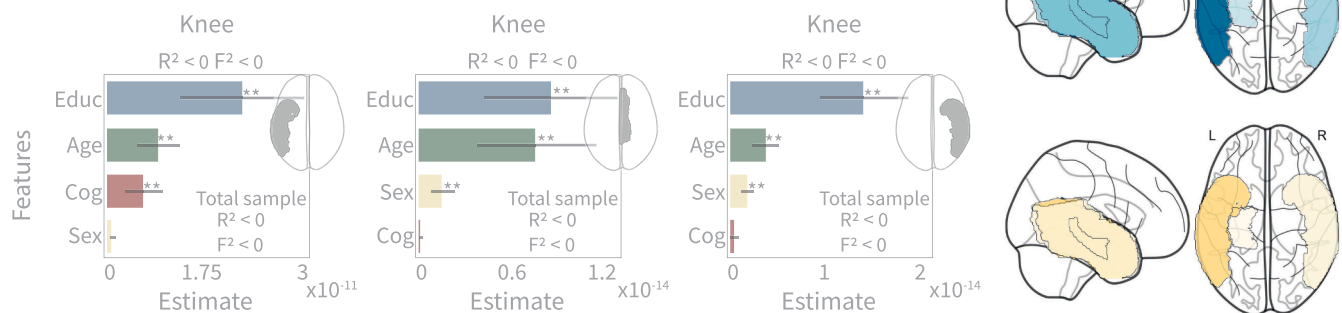 Knee
R² < 0 F² < 0
Features
Educ
**
Age
**
Cog
**
Sex
Total sample
R² < 0
F² < 0
0 1.75 3
x10⁻¹¹
Estimate
Knee
R² < 0 F² < 0
Educ
**
Age
**
Sex
**
Cog
Total sample
R² < 0
F² < 0
0 0.6 1.2
x10⁻¹⁴
Estimate
Knee
R² < 0 F² < 0
Educ
**
Age
**
Sex
**
Cog
Total sample
R² < 0
F² < 0
0 1 2
x10⁻¹⁴
Estimate
L R